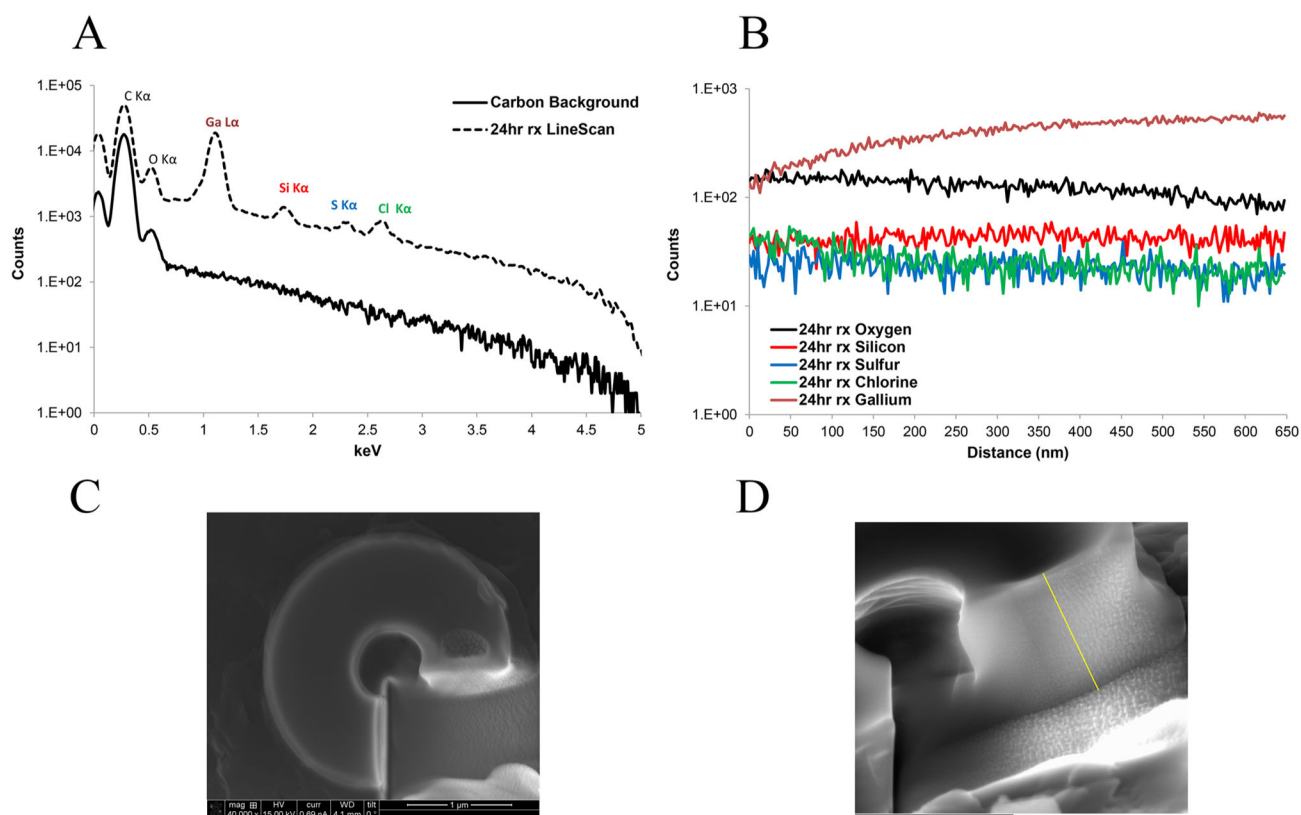 A
1.E+05
1.E+04
1.E+03
1.E+02
1.E+01
1.E+00
Counts
C Kα
O Kα
Ga Lα
Si Kα
S Kα
Cl Kα
Carbon Background
24hr rx LineScan
0 0.5 1 1.5 2 2.5 3 3.5 4 4.5 5
keV
B
1.E+03
1.E+02
1.E+01
1.E+00
Counts
24hr rx Oxygen
24hr rx Silicon
24hr rx Sulfur
24hr rx Chlorine
24hr rx Gallium
0 50 100 150 200 250 300 350 400 450 500 550 600 650
Distance (nm)
C
mag HV curr WD tilt
40,000 x 15.00 kV 0.69 nA 4.1 mm 0 °
1 µm
D